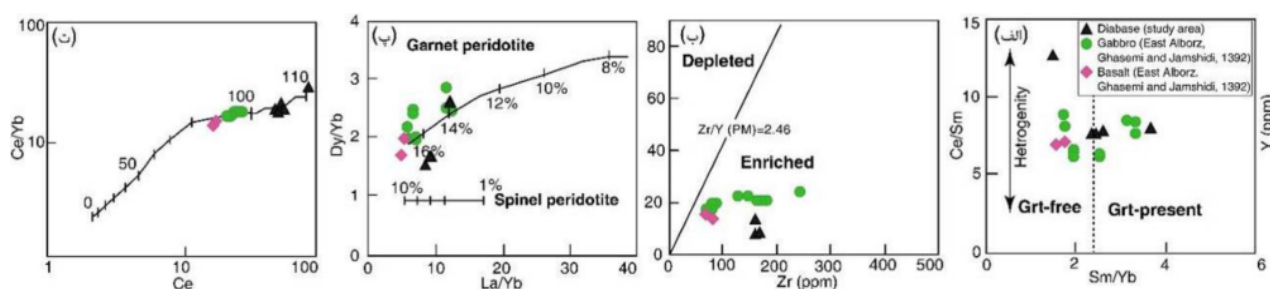 (ت)
100
10
Ce/Yb
0
50
100
110
1
10
100
Ce
(پ)
Garnet peridotite
4
3
2
1
0
Dy/Yb
8%
10%
12%
14%
16%
10%
1%
Spinel peridotite
0
10
20
30
40
La/Yb
(ب)
80
60
40
20
0
Depleted
Zr/Y (PM)=2.46
Enriched
0
100
200
300
400
500
Zr (ppm)
Y (ppm)
(الف)
15
10
5
0
Ce/Sm
Diabase (study area)
Gabbro (East Alborz,
Ghasemi and Jamshidi, 1392)
Basalt (East Alborz,
Ghasemi and Jamshidi, 1392)
Hetrogenity
Grt-free
Grt-present
0
2
4
6
Sm/Yb